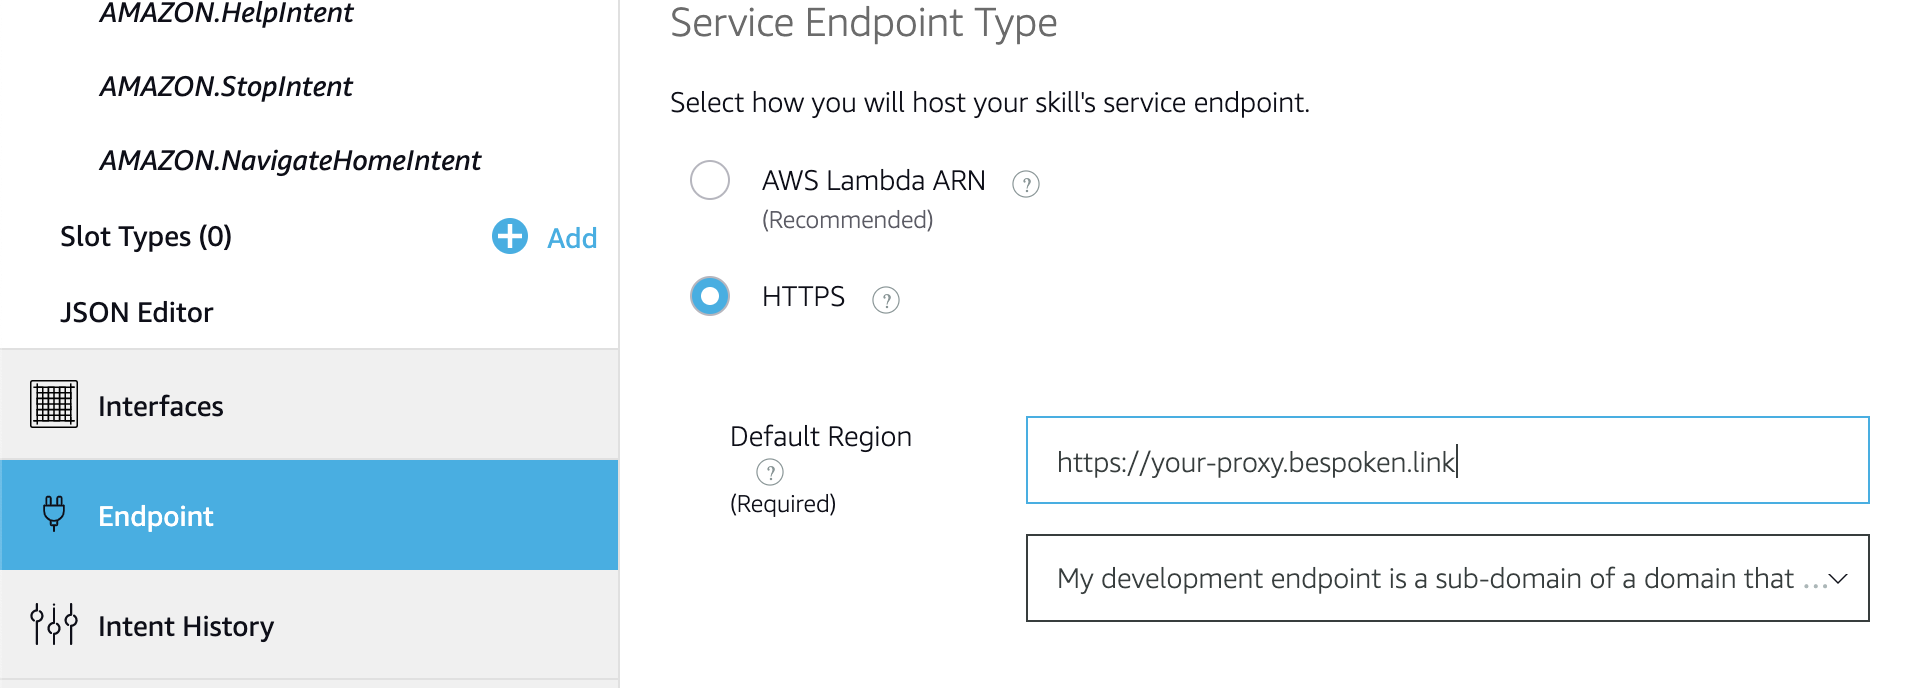 AMAZON.HelpIntent
AMAZON.StopIntent
AMAZON.NavigateHomeIntent
Slot Types (0)
Add
JSON Editor
Interfaces
Endpoint
Intent History
Service Endpoint Type
Select how you will host your skill's service endpoint.
AWS Lambda ARN ?
(Recommended)
HTTPS ?
Default Region
?
(Required)
https://your-proxy.bespoken.link
My development endpoint is a sub-domain of a domain that ...